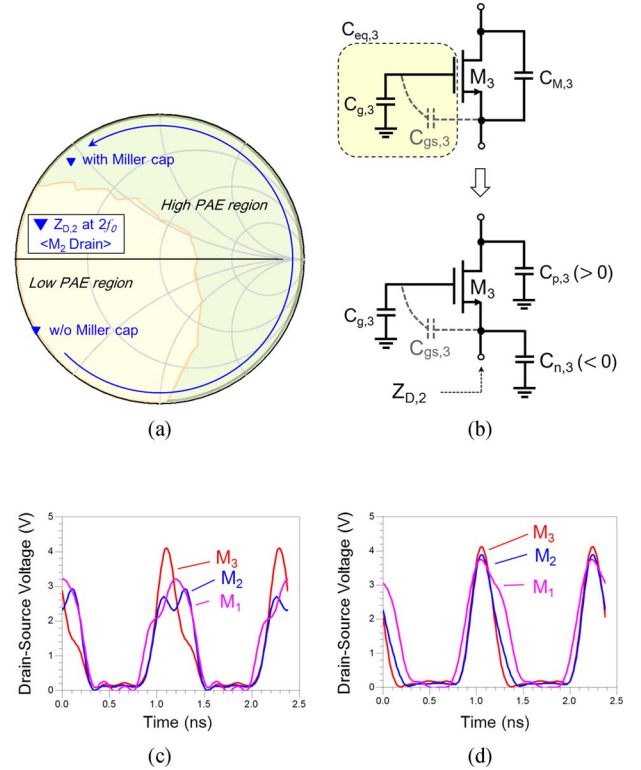 with Miller cap
High PAE region
Z_D,2 at 2f_0
<M_2 Drain>
Low PAE region
w/o Miller cap
(a)
C_eq,3
M_3
C_M,3
C_g,3
C_gs,3
M_3
C_p,3 (>0)
C_g,3
C_gs,3
C_n,3 (<0)
Z_D,2
(b)
Drain-Source Voltage (V)
5
4
3
2
1
0
M_3
M_2
M_1
0.0 0.5 1.0 1.5 2.0 2.5
Time (ns)
(c)
Drain-Source Voltage (V)
5
4
3
2
1
0
M_3
M_2
M_1
0.0 0.5 1.0 1.5 2.0 2.5
Time (ns)
(d)